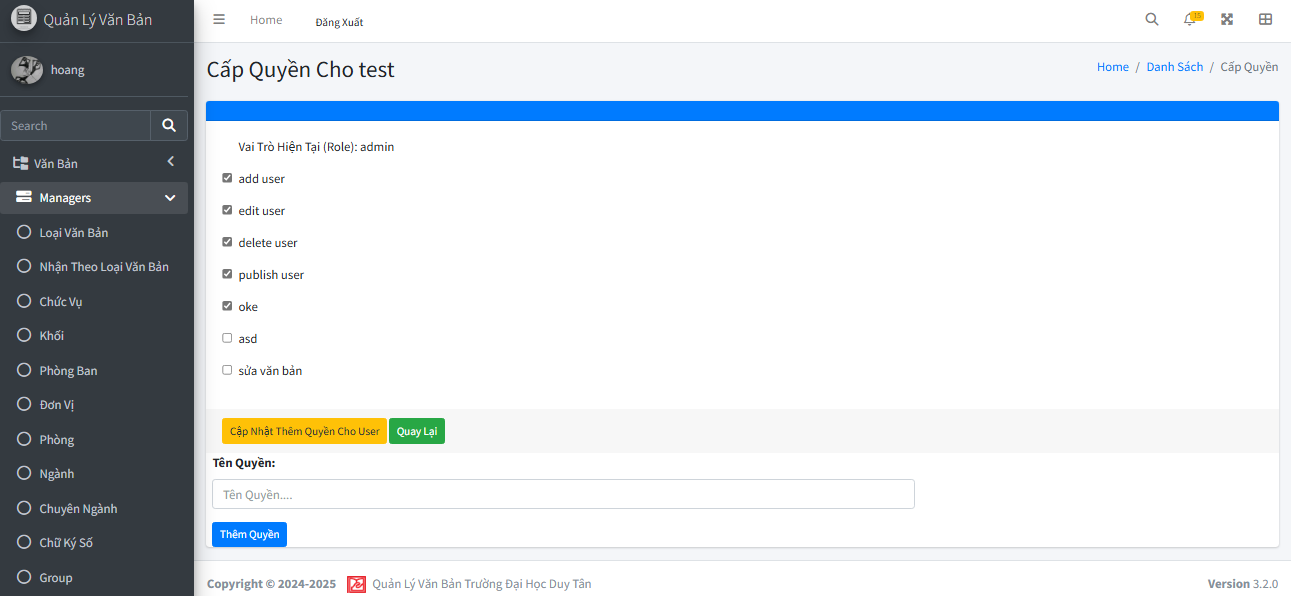 Quản Lý Văn Bản
hoang
Search
Văn Bản
Managers
Loại Văn Bản
Nhận Theo Loại Văn Bản
Chức Vụ
Khối
Phòng Ban
Đơn Vị
Phòng
Ngành
Chuyên Ngành
Chữ Ký Số
Group
Home
Đăng Xuất
15
Cấp Quyền Cho test
Home / Danh Sách / Cấp Quyền
Vai Trò Hiện Tại (Role): admin
add user
edit user
delete user
publish user
oke
asd
sửa văn bản
Cập Nhật Thêm Quyền Cho User
Quay Lại
Tên Quyền:
Tên Quyền....
Thêm Quyền
Copyright © 2024-2025 Quản Lý Văn Bản Trường Đại Học Duy Tân
Version 3.2.0